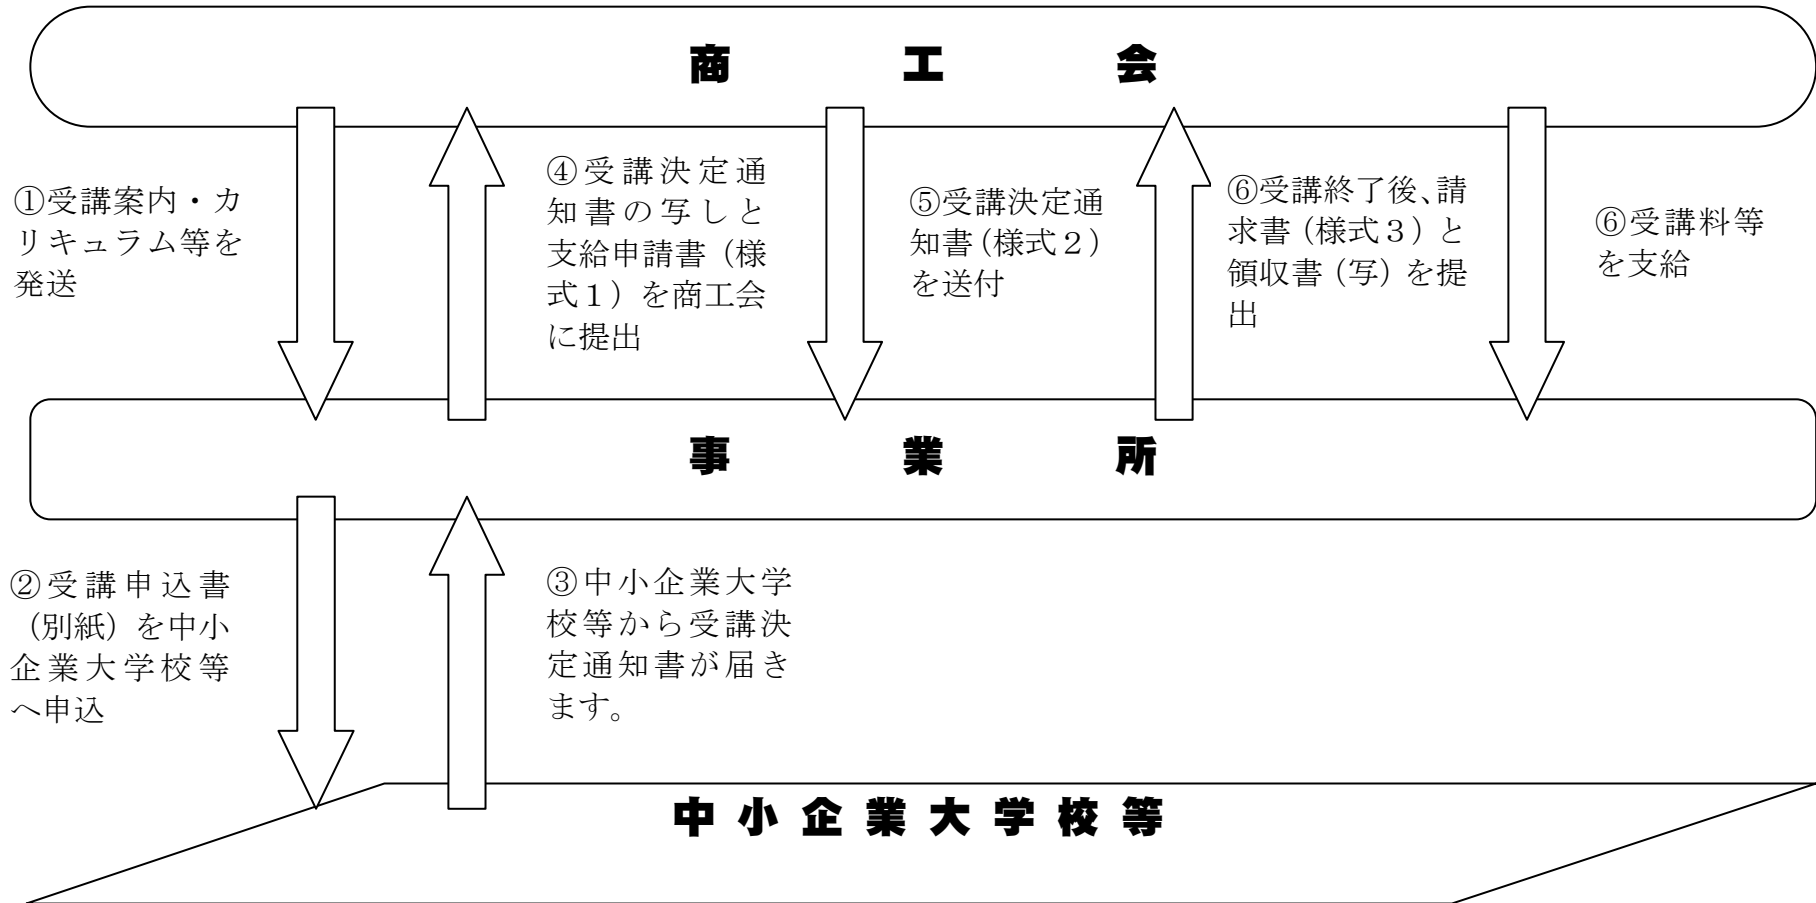 商工会
①受講案内・カ
リキュラム等を
発送
④受講決定通
知書の写しと
支給申請書（様
式１）を商工会
に提出
⑤受講決定通
知書（様式２）
を送付
⑥受講終了後、請
求書（様式３）と
領収書（写）を提
出
⑥受講料等
を支給
事業所
②受講申込書
（別紙）を中小
企業大学校等
へ申込
③中小企業大学
校等から受講決
定通知書が届き
ます。
中小企業大学校等